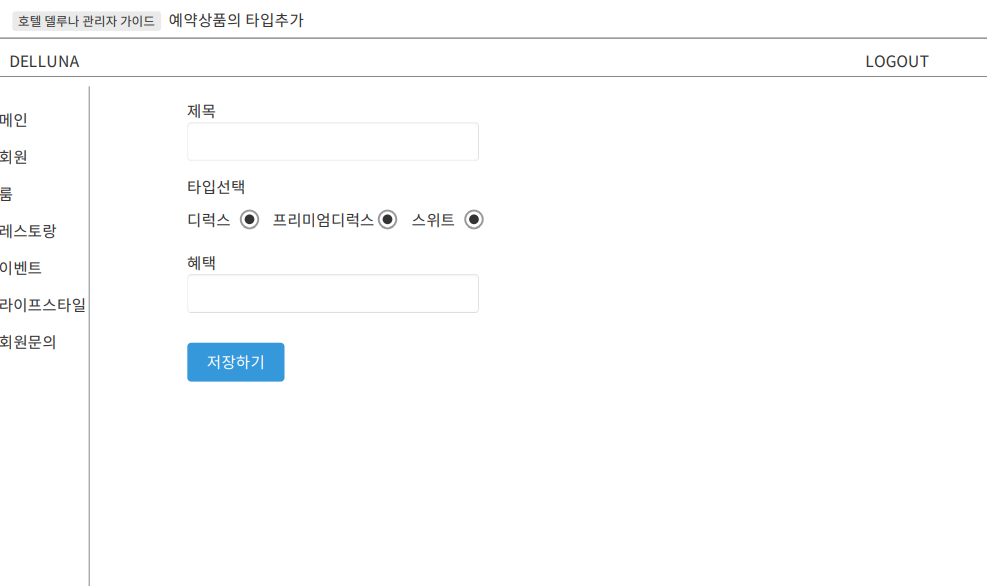 호텔 델루나 관리자 가이드 예약상품의 타입추가
DELLUNA LOGOUT
메인
회원
룸
레스토랑
이벤트
라이프스타일
회원문의
제목
타입선택
디럭스 프리미엄디럭스 스위트
혜택
저장하기